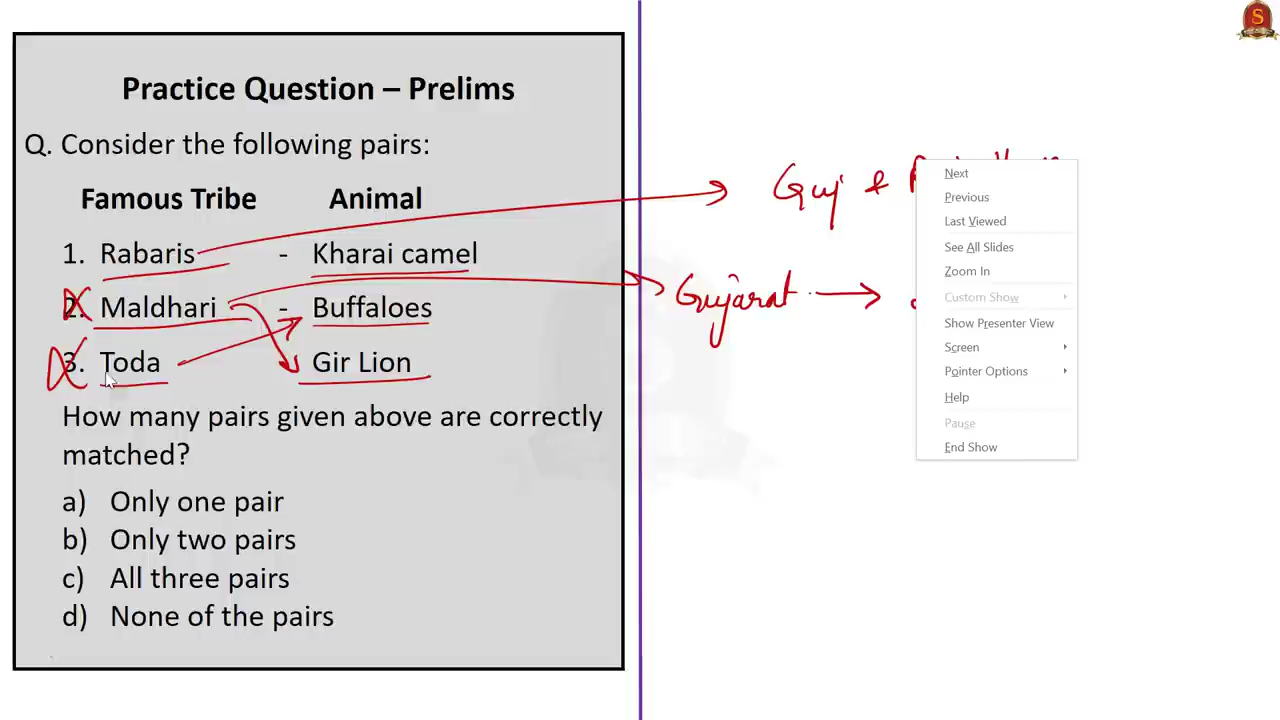 Practice Question – Prelims
Q. Consider the following pairs:
Famous Tribe Animal
1. Rabaris - Kharai camel
2. Maldhari - Buffaloes
3. Toda Gir Lion
How many pairs given above are correctly
matched?
a) Only one pair
b) Only two pairs
c) All three pairs
d) None of the pairs
S
Guj &
Gujarat
Next
Previous
Last Viewed
See All Slides
Zoom In
Custom Show
Show Presenter View
Screen
Pointer Options
Help
Pause
End Show